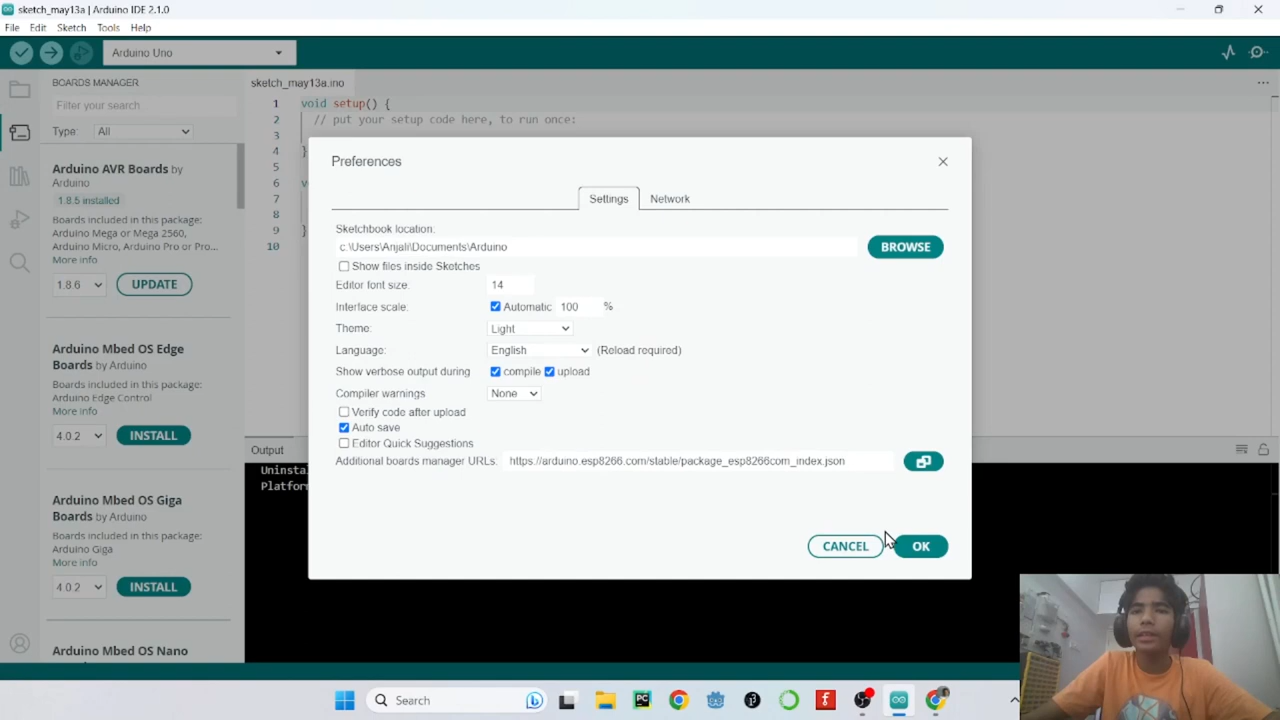 sketch_may13a | Arduino IDE 2.1.0
File Edit Sketch Tools Help
Arduino Uno
BOARDS MANAGER
Filter your search
Type: All
Arduino AVR Boards by
Arduino
1.8.5 installed
Boards included in this package:
Arduino Mega or Mega 2560,
Arduino Micro, Arduino Pro or Pro...
More info
1.8.6 UPDATE
Arduino Mbed OS Edge
Boards by Arduino
Boards included in this package:
Arduino Edge Control
More info
4.0.2 INSTALL
Arduino Mbed OS Giga
Boards by Arduino
Boards included in this package:
Arduino Giga
More info
4.0.2 INSTALL
Arduino Mbed OS Nano
sketch_may13a.ino
1 void setup() {
2 // put your setup code here, to run once:
3
4 }
5
6
7
8
9 }
10
Preferences
Settings Network
Sketchbook location:
c:\Users\Anjali\Documents\Arduino BROWSE
Show files inside Sketches
Editor font size: 14
Interface scale: Automatic 100 %
Theme: Light
Language: English (Reload required)
Show verbose output during compile upload
Compiler warnings None
Verify code after upload
Auto save
Editor Quick Suggestions
Additional boards manager URLs: https://arduino.esp8266.com/stable/package_esp8266com_index.json
CANCEL OK
Output
Uninstal
Platfor
Search